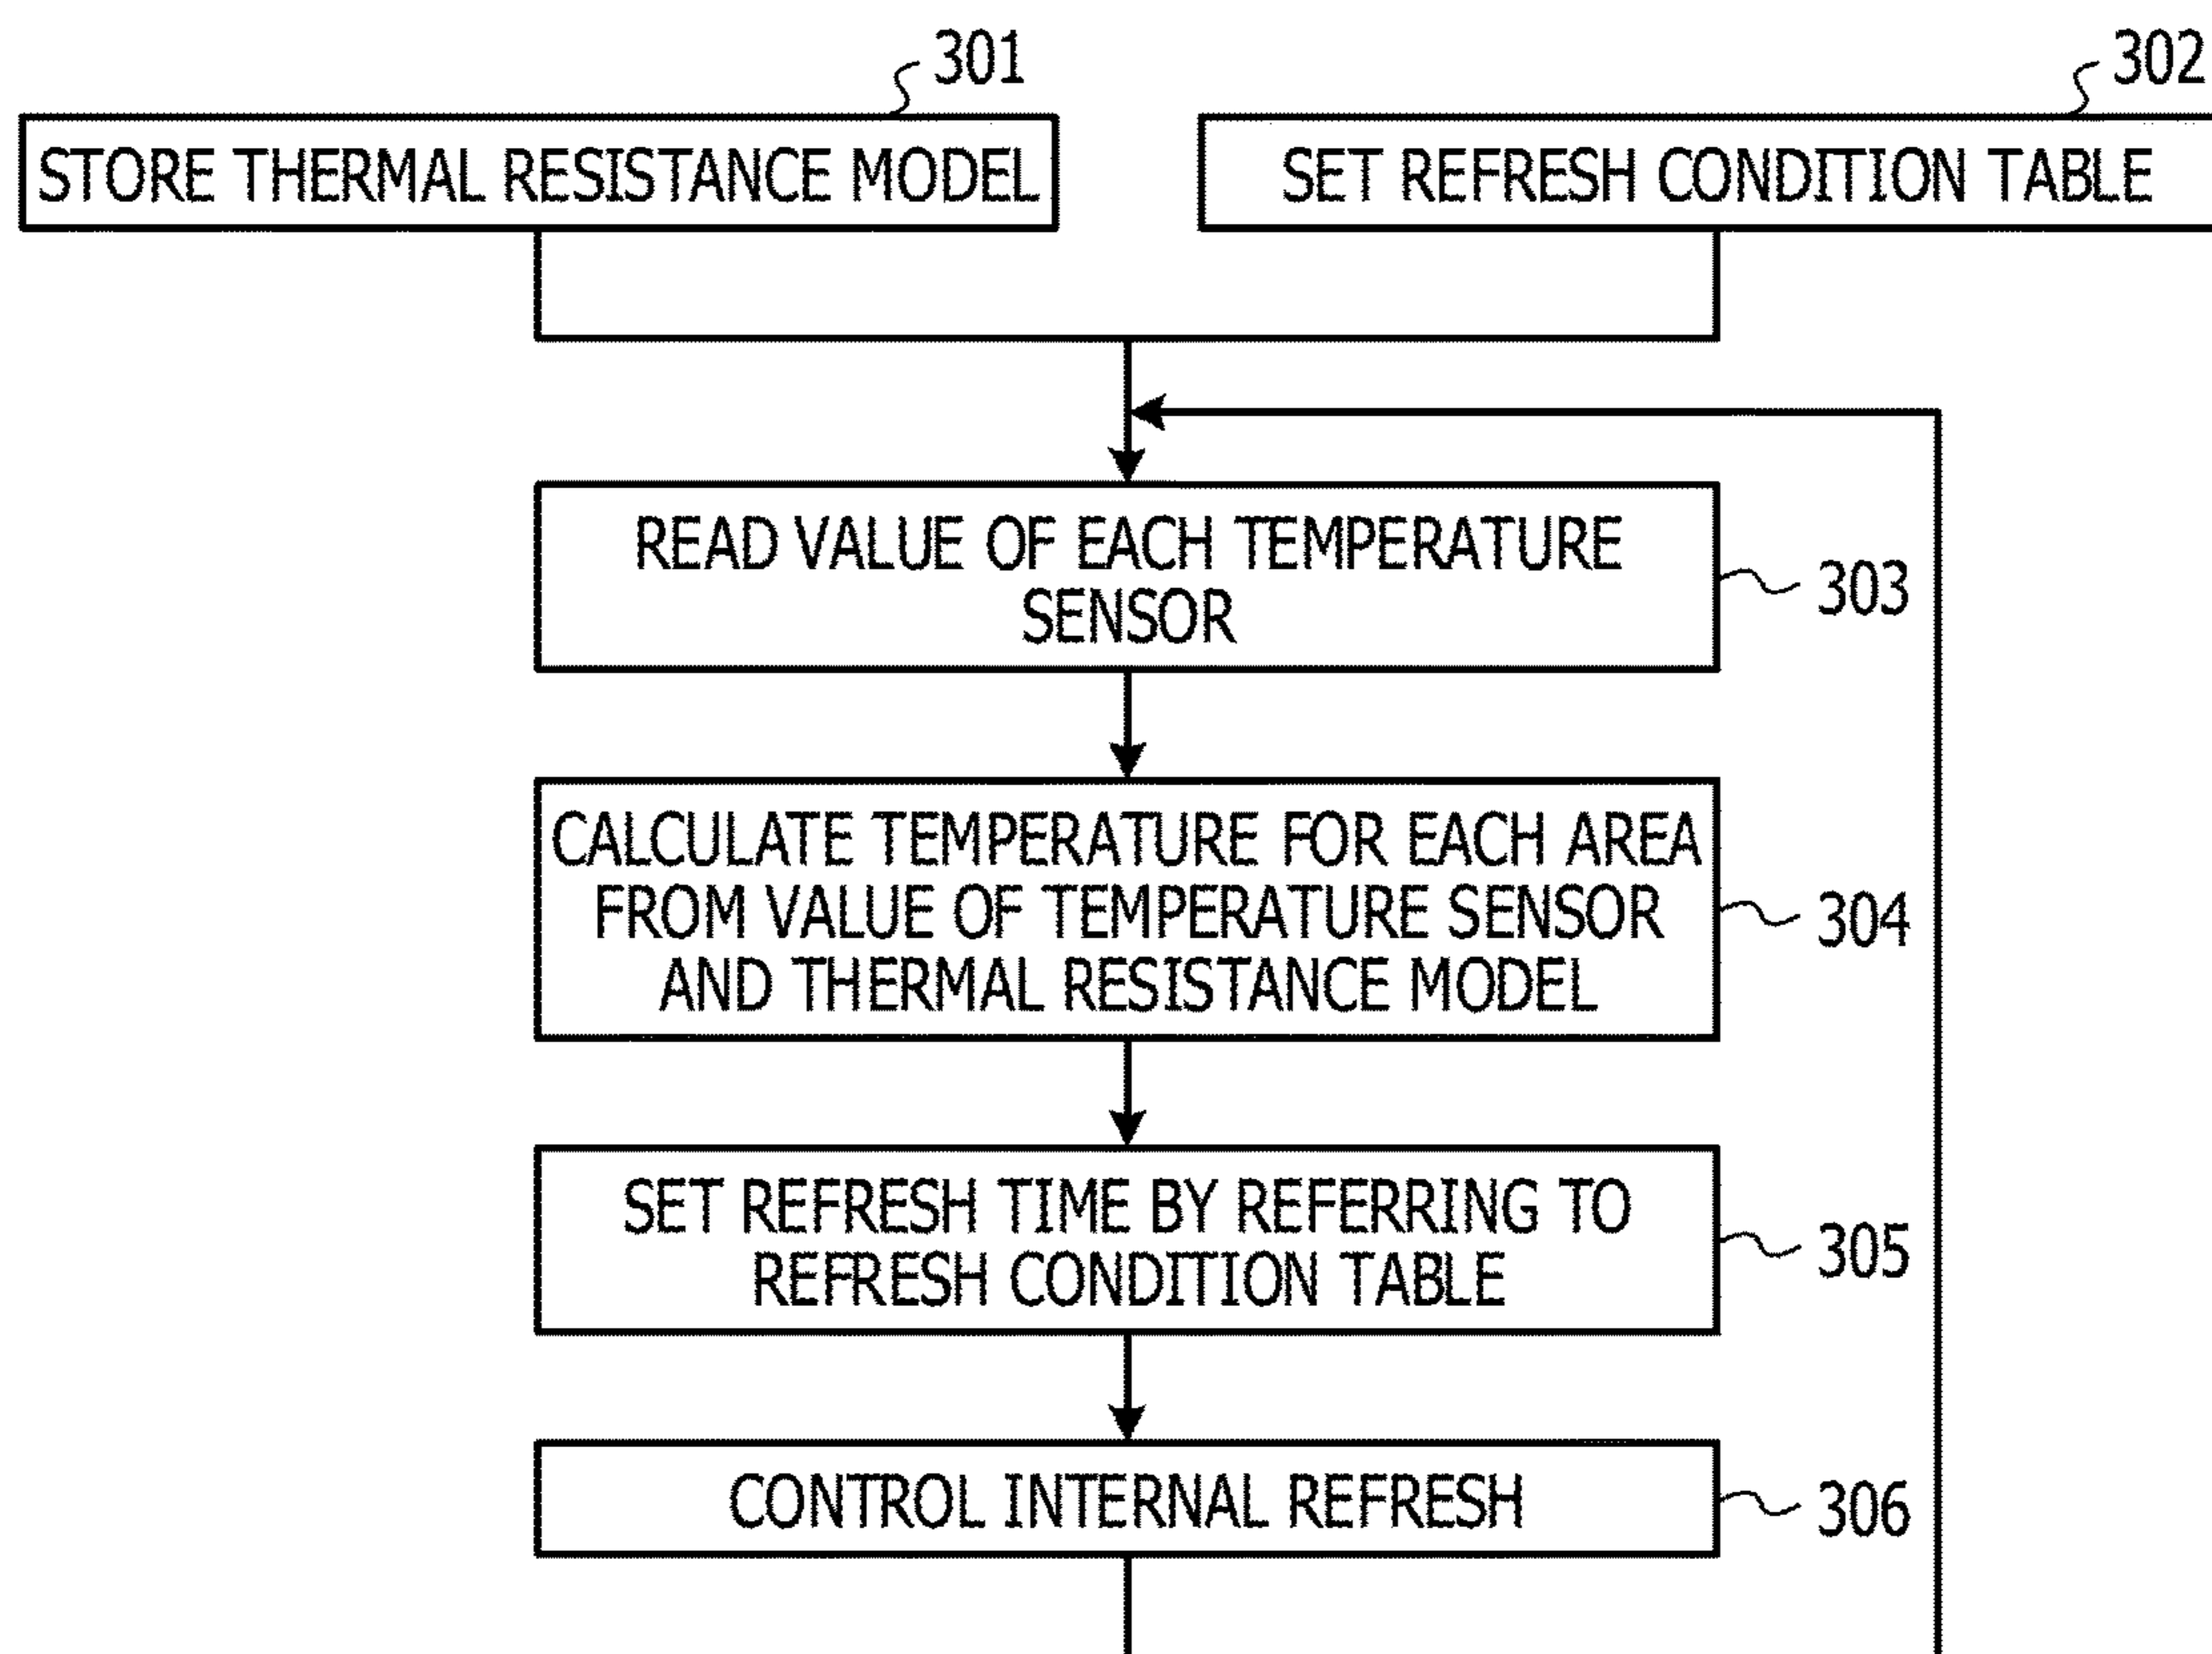 301
302
STORE THERMAL RESISTANCE MODEL
SET REFRESH CONDITION TABLE
READ VALUE OF EACH TEMPERATURE
SENSOR
303
CALCULATE TEMPERATURE FOR EACH AREA
FROM VALUE OF TEMPERATURE SENSOR
AND THERMAL RESISTANCE MODEL
304
SET REFRESH TIME BY REFERRING TO
REFRESH CONDITION TABLE
305
CONTROL INTERNAL REFRESH
306